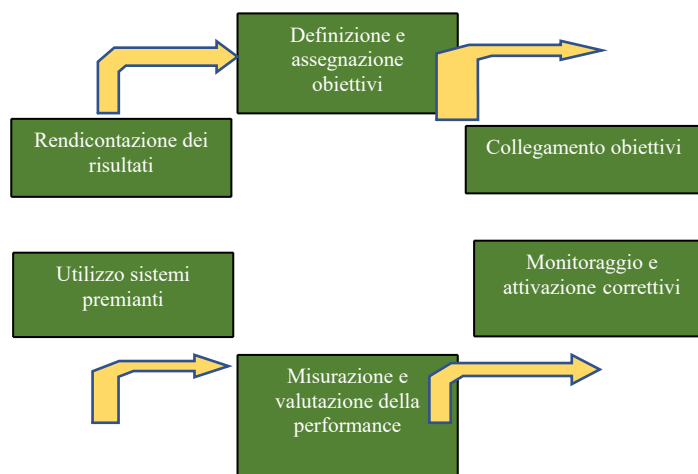 Definizione e
assegnazione
obiettivi
Rendicontazione dei
risultati
Collegamento obiettivi
Utilizzo sistemi
premianti
Monitoraggio e
attivazione correttivi
Misurazione e
valutazione della
performance